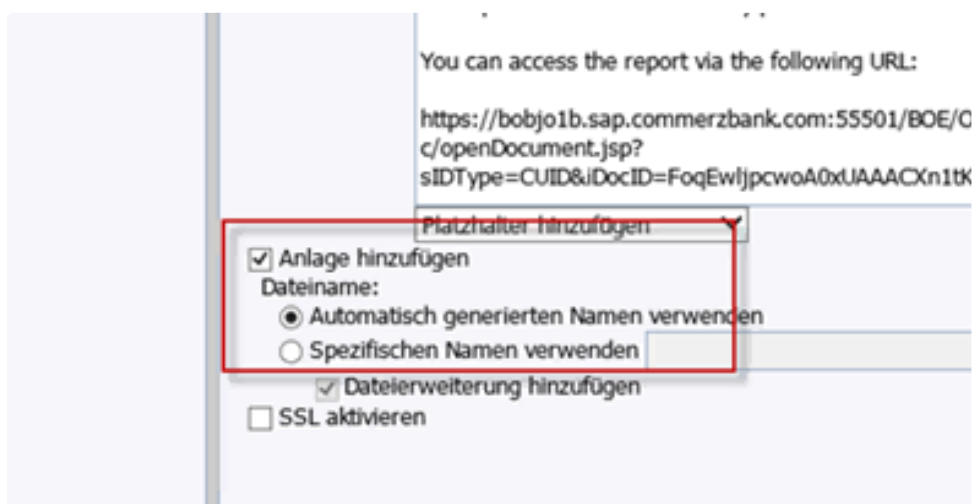 You can access the report via the following URL:
https://bobjo1b.sap.commerzbank.com:55501/BOE/O
c/openDocument.jsp?
sIDType=CUID&iDocID=FoqEwljpcwoA0xUAAACXn1tK
Platzhalter hinzufügen
Anlage hinzufügen
Dateiname:
Automatisch generierten Namen verwenden
Spezifischen Namen verwenden
Dateierweiterung hinzufügen
SSL aktivieren